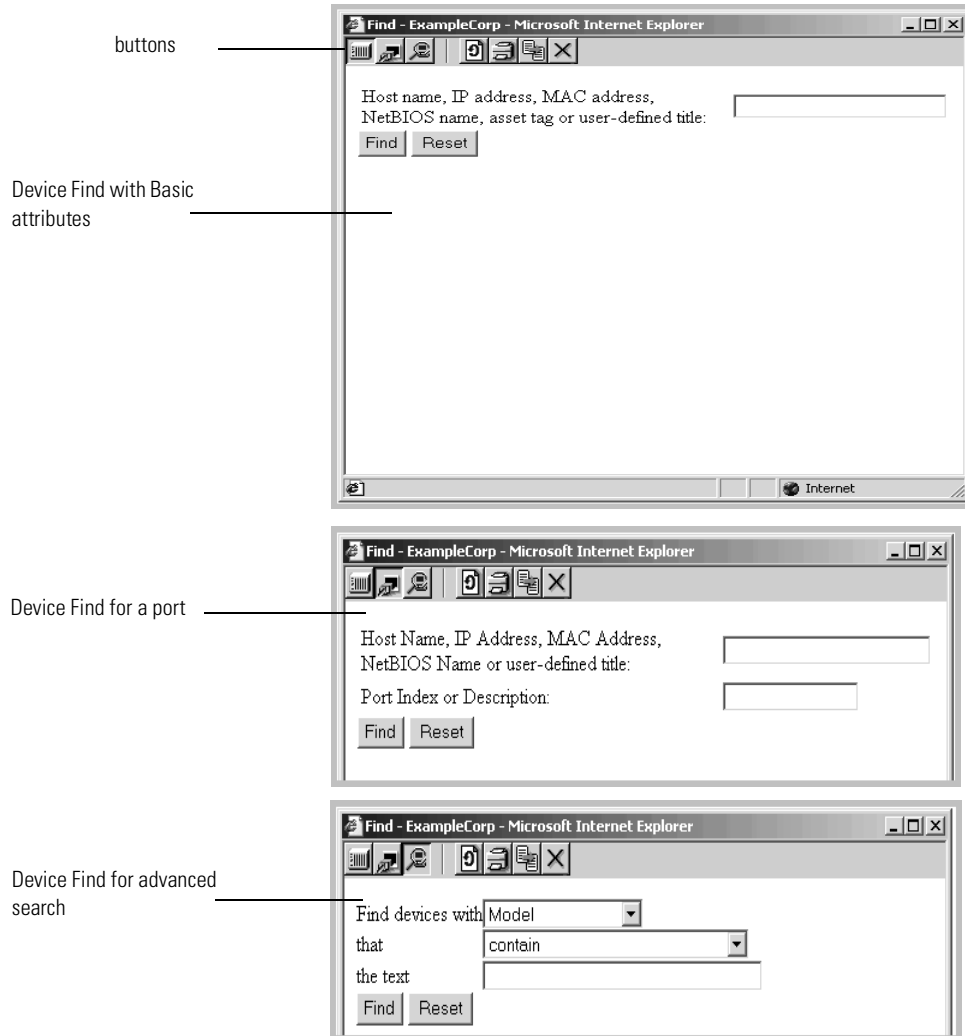 Find - ExampleCorp - Microsoft Internet Explorer
buttons
Host name, IP address, MAC address,
NetBIOS name, asset tag or user-defined title:
Find Reset
Device Find with Basic
attributes
Internet
Find - ExampleCorp - Microsoft Internet Explorer
Device Find for a port
Host Name, IP Address, MAC Address,
NetBIOS Name or user-defined title:
Port Index or Description:
Find Reset
Find - ExampleCorp - Microsoft Internet Explorer
Device Find for advanced
search
Find devices with Model
that contain
the text
Find Reset